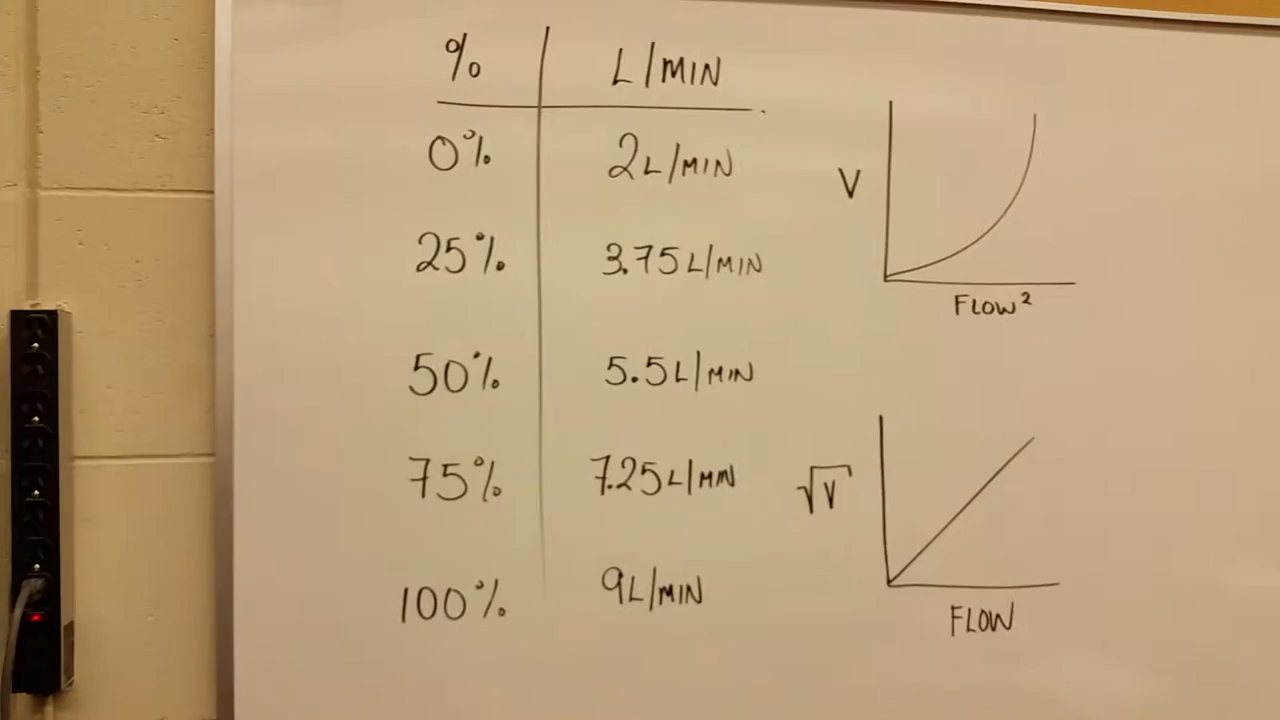 % L/MIN
0% 2L/MIN
25% 3.75L/MIN
50% 5.5L/MIN
75% 7.25L/MIN
100% 9L/MIN
V
FLOW²
√V
FLOW